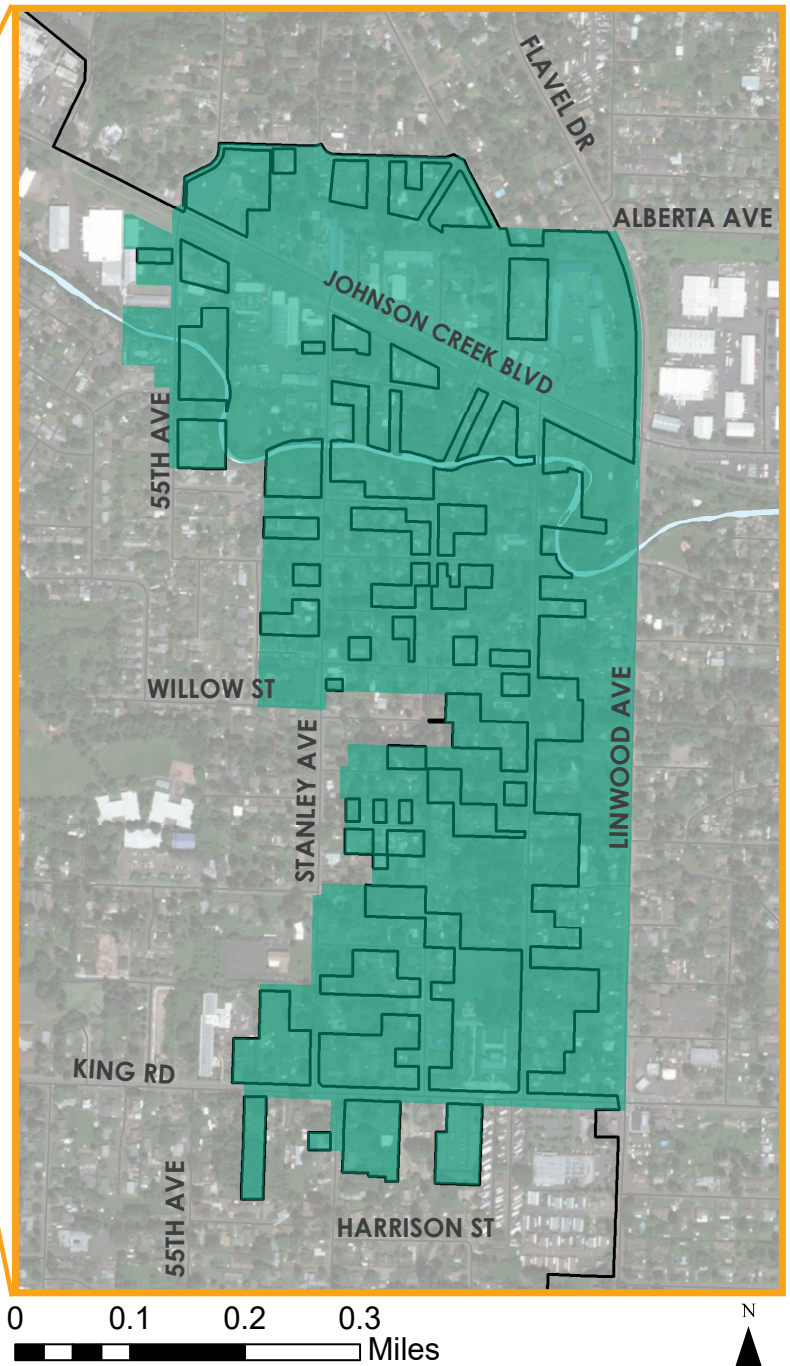 FLAVEL DR
ALBERTA AVE
JOHNSON CREEK BLVD
55TH AVE
WILLOW ST
STANLEY AVE
LINWOOD AVE
KING RD
55TH AVE
HARRISON ST
0 0.1 0.2 0.3
Miles
N